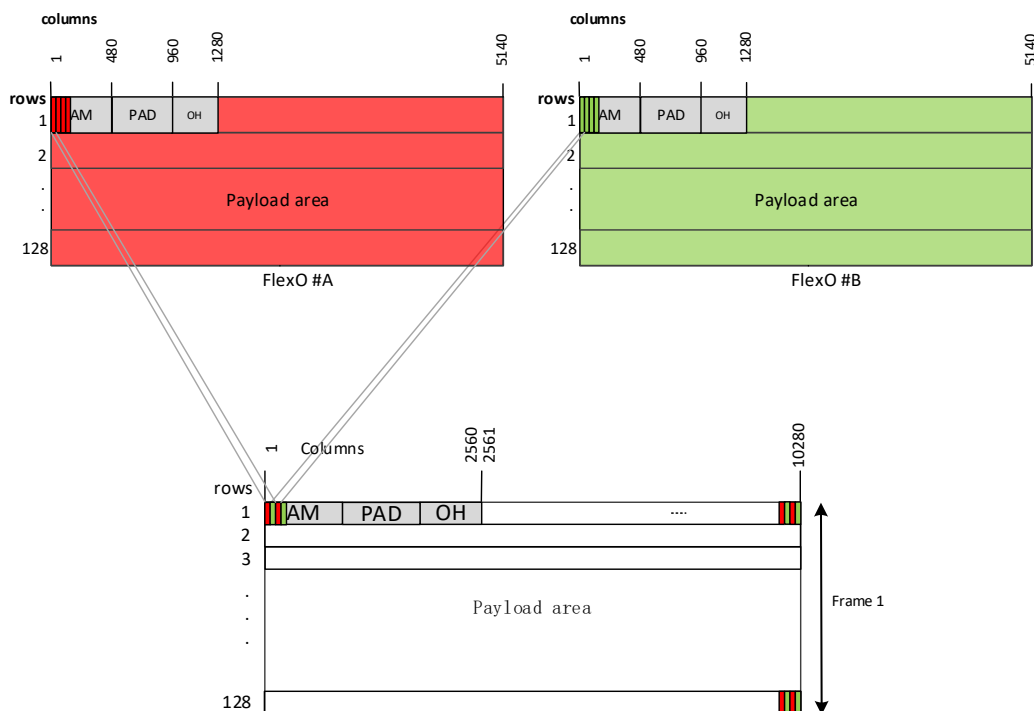 columns
1
480
960
1280
5140
rows
1
AM
PAD
OH
2
.
Payload area
.
128
FlexO #A
columns
1
480
960
1280
5140
rows
1
AM
PAD
OH
2
.
Payload area
.
128
FlexO #B
1
Columns
2560
2561
10280
rows
1
AM
PAD
OH
....
2
3
.
.
.
Payload area
Frame 1
128